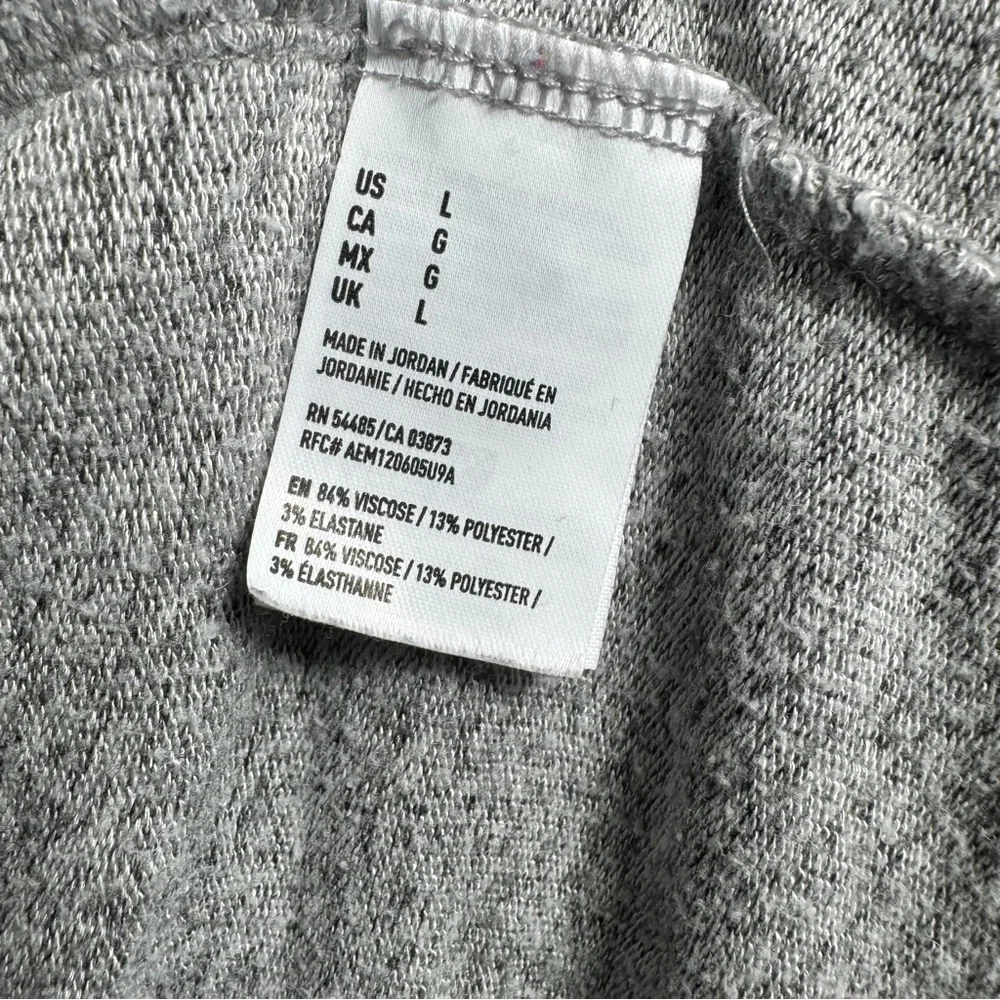 US L
CA G
MX G
UK L
MADE IN JORDAN / FABRIQUÉ EN
JORDANIE / HECHO EN JORDANIA
RN 54485/CA 03873
RFC# AEM120605U9A
EN 84% VISCOSE / 13% POLYESTER /
3% ELASTANE
FR 84% VISCOSE / 13% POLYESTER /
3% ÉLASTHANNE